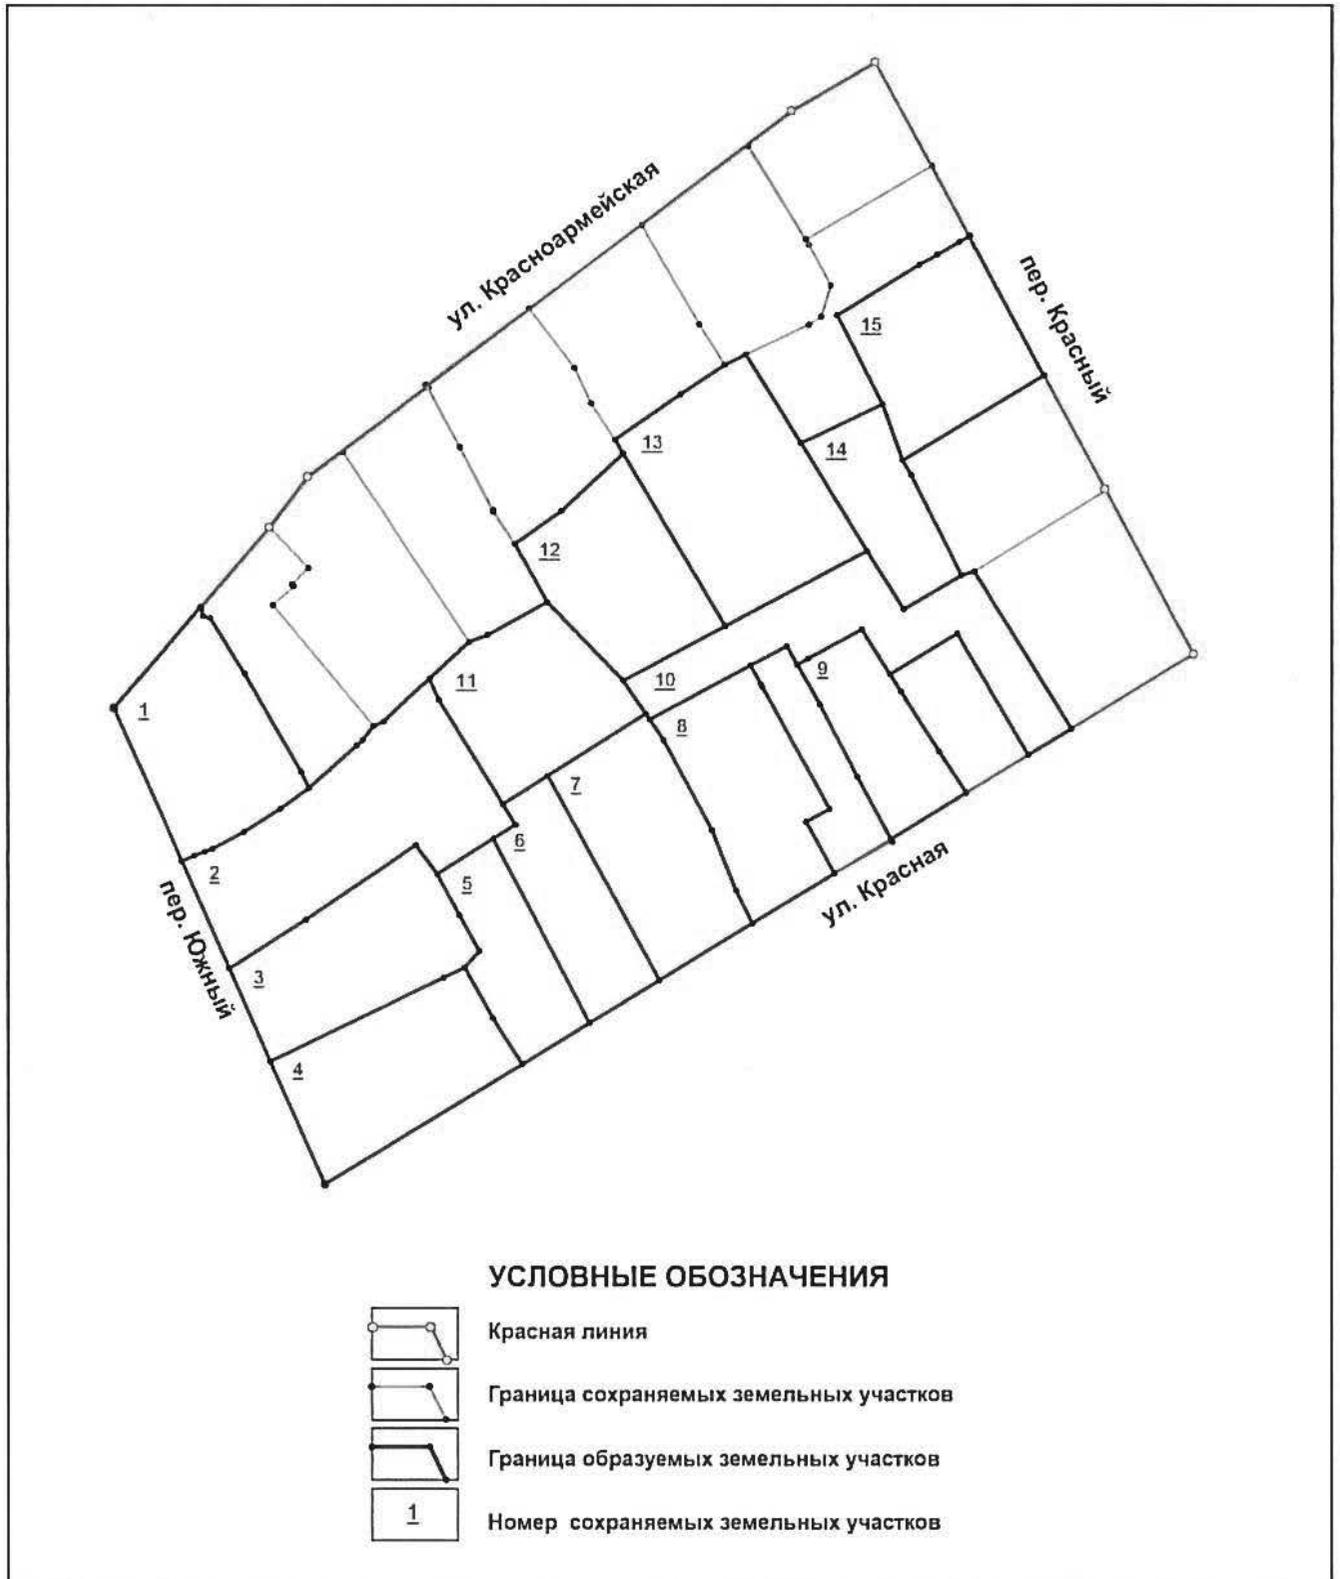 ул. Красноармейская
пер. Красный
15
13
14
12
11
10
9
1
8
7
6
2
5
пер. Южный
3
4
ул. Красная
УСЛОВНЫЕ ОБОЗНАЧЕНИЯ
Красная линия
Граница сохраняемых земельных участков
Граница образуемых земельных участков
1
Номер сохраняемых земельных участков